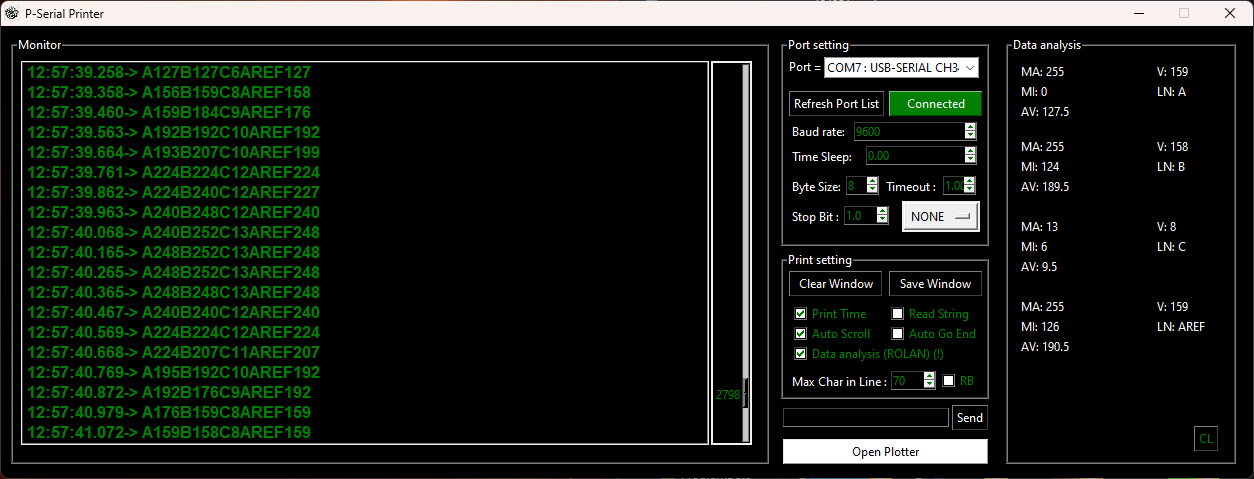 P-Serial Printer
Monitor
12:57:39.258-> A127B127C6AREF127
12:57:39.358-> A156B159C8AREF158
12:57:39.460-> A159B184C9AREF176
12:57:39.563-> A192B192C10AREF192
12:57:39.664-> A193B207C10AREF199
12:57:39.761-> A224B224C12AREF224
12:57:39.862-> A224B240C12AREF227
12:57:39.963-> A240B248C12AREF240
12:57:40.068-> A240B252C13AREF248
12:57:40.165-> A248B252C13AREF248
12:57:40.265-> A248B252C13AREF248
12:57:40.365-> A248B248C13AREF248
12:57:40.467-> A240B240C12AREF240
12:57:40.569-> A224B224C12AREF224
12:57:40.668-> A224B207C11AREF207
12:57:40.769-> A195B192C10AREF192
12:57:40.872-> A192B176C9AREF192
12:57:40.979-> A176B159C8AREF159
12:57:41.072-> A159B158C8AREF159
2798
Port setting
Port = COM7 : USB-SERIAL CH3
Refresh Port List Connected
Baud rate: 9600
Time Sleep: 0.00
Byte Size: 8 Timeout : 1.0
Stop Bit : 1.0 NONE
Print setting
Clear Window Save Window
Print Time Read String
Auto Scroll Auto Go End
Data analysis (ROLAN) (!)
Max Char in Line : 70 RB
Send
Open Plotter
Data analysis
MA: 255 V: 159
MI: 0 LN: A
AV: 127.5
MA: 255 V: 158
MI: 124 LN: B
AV: 189.5
MA: 13 V: 8
MI: 6 LN: C
AV: 9.5
MA: 255 V: 159
MI: 126 LN: AREF
AV: 190.5
CL